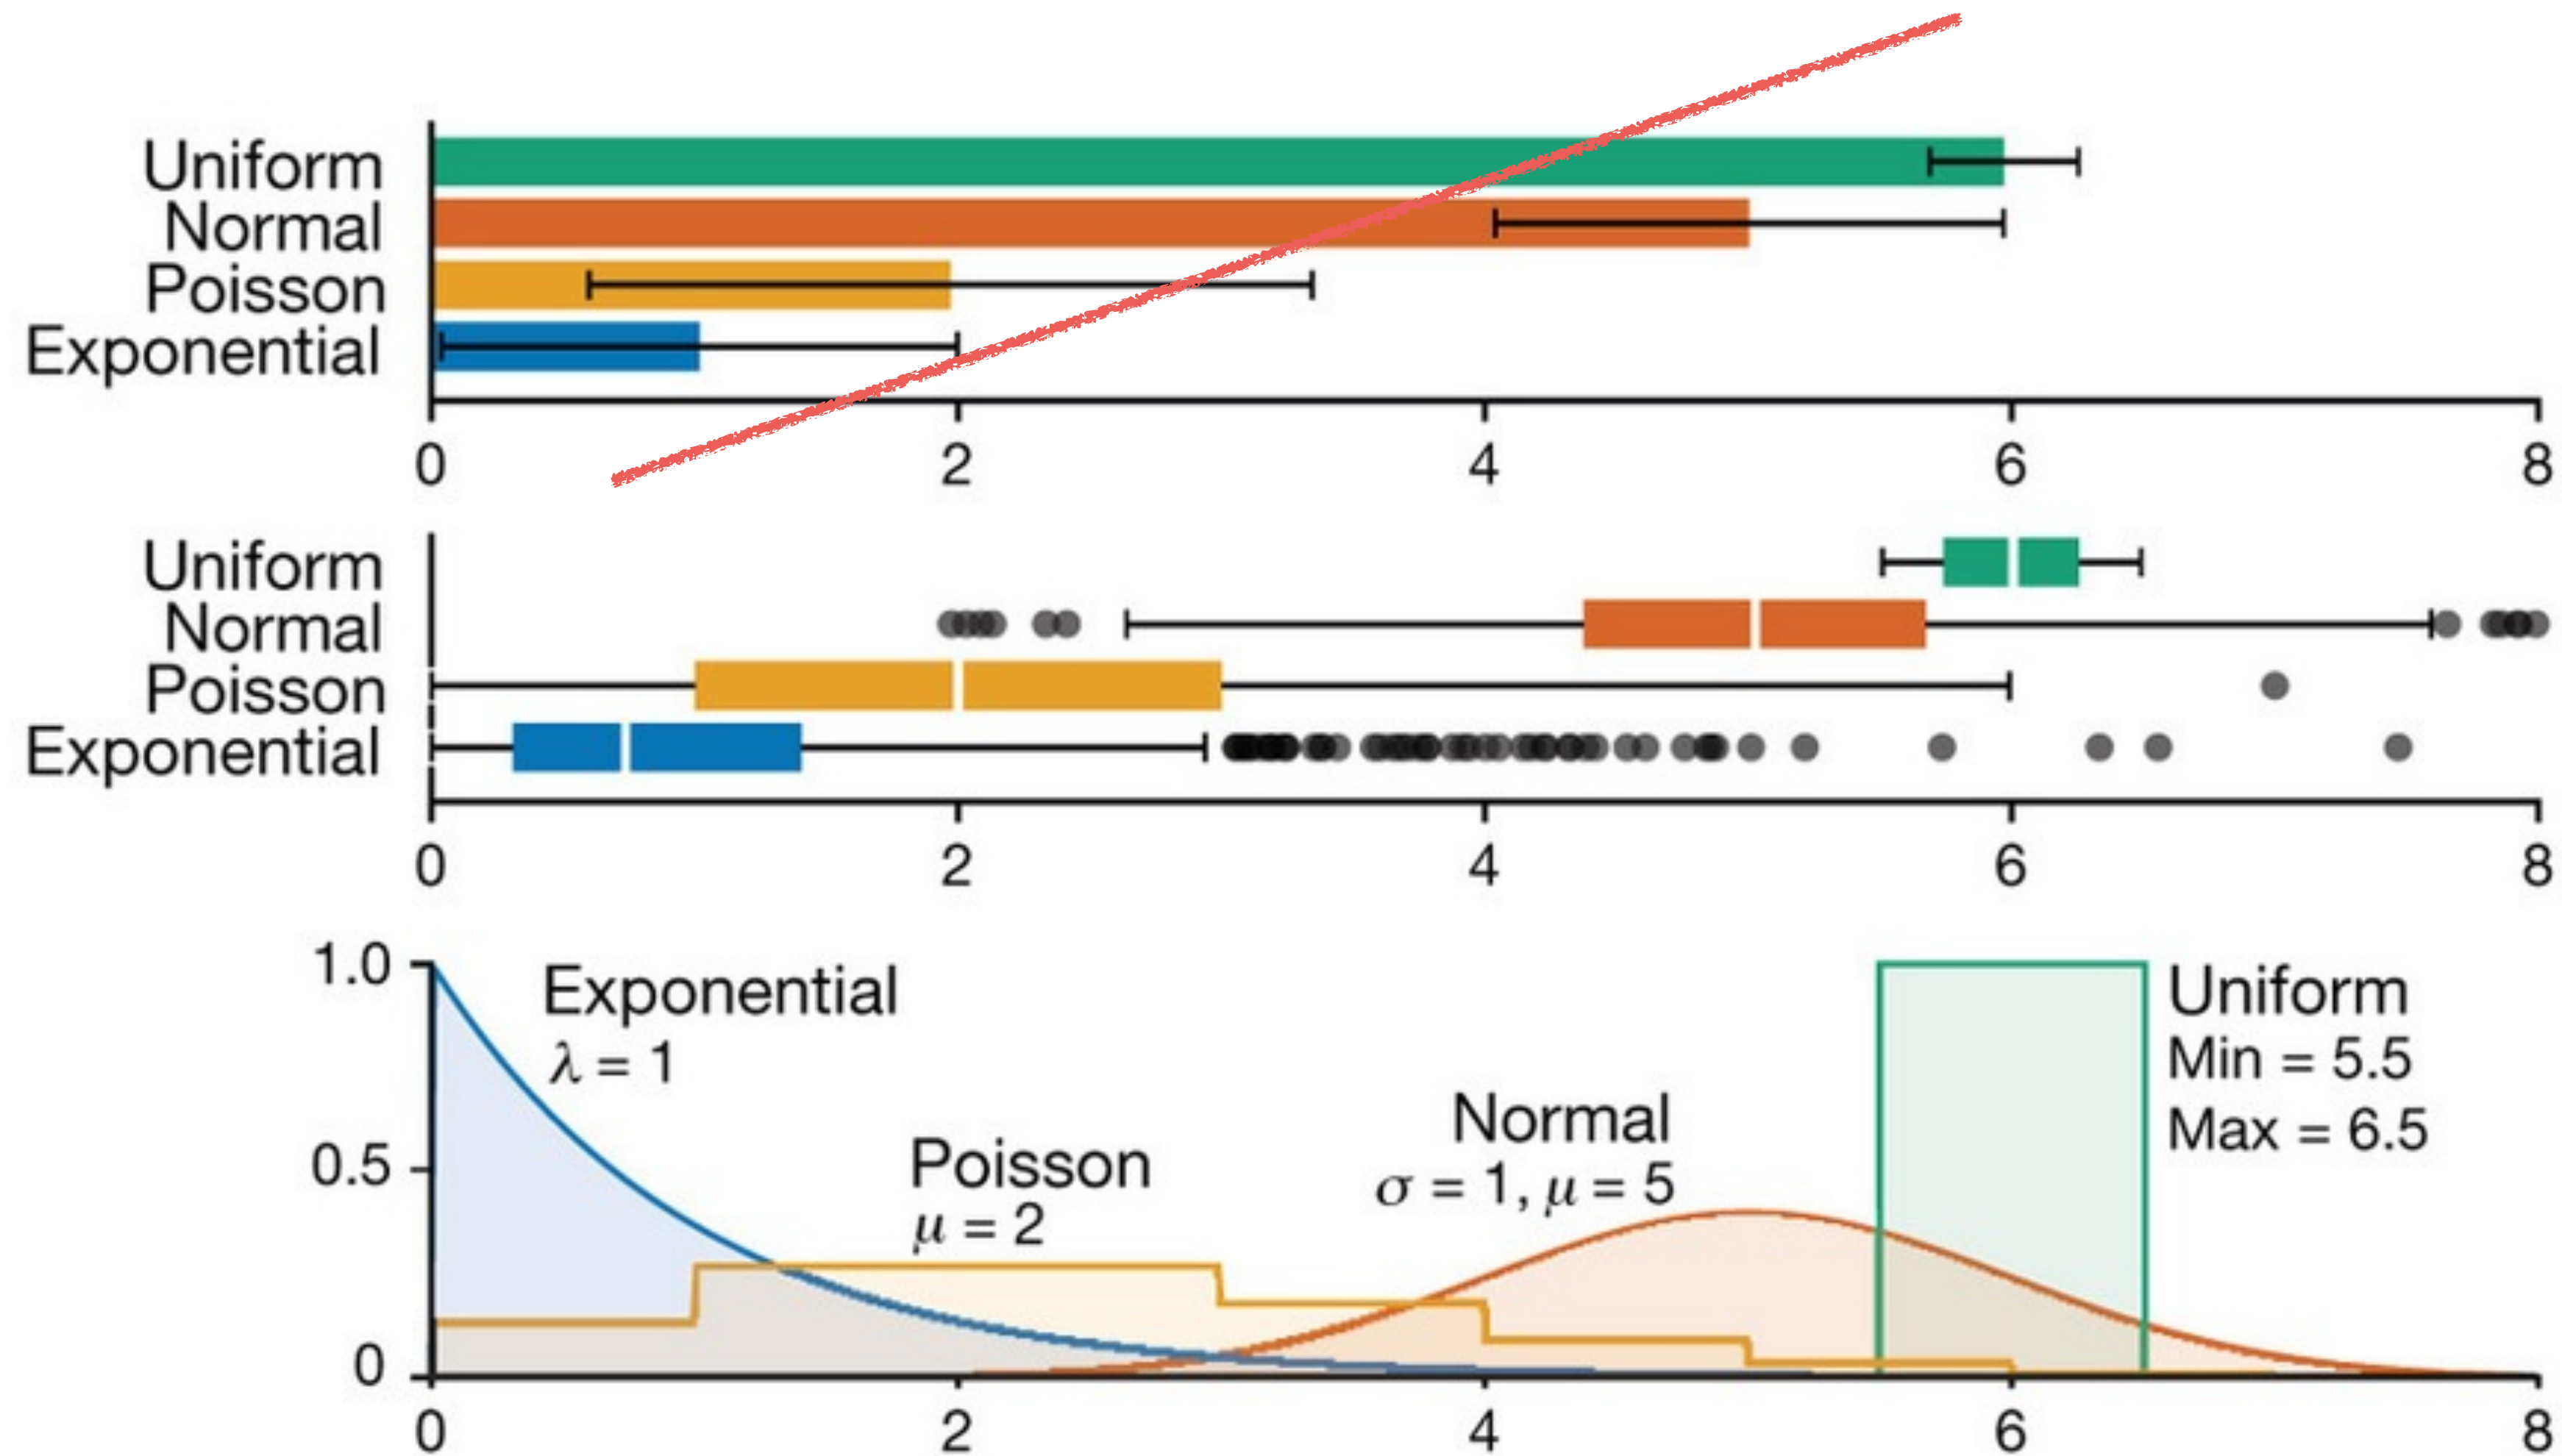 Uniform
Normal
Poisson
Exponential
0 2 4 6 8
Uniform
Normal
Poisson
Exponential
0 2 4 6 8
1.0
0.5
0
Exponential
λ = 1
Poisson
μ = 2
Normal
σ = 1, μ = 5
Uniform
Min = 5.5
Max = 6.5
0 2 4 6 8